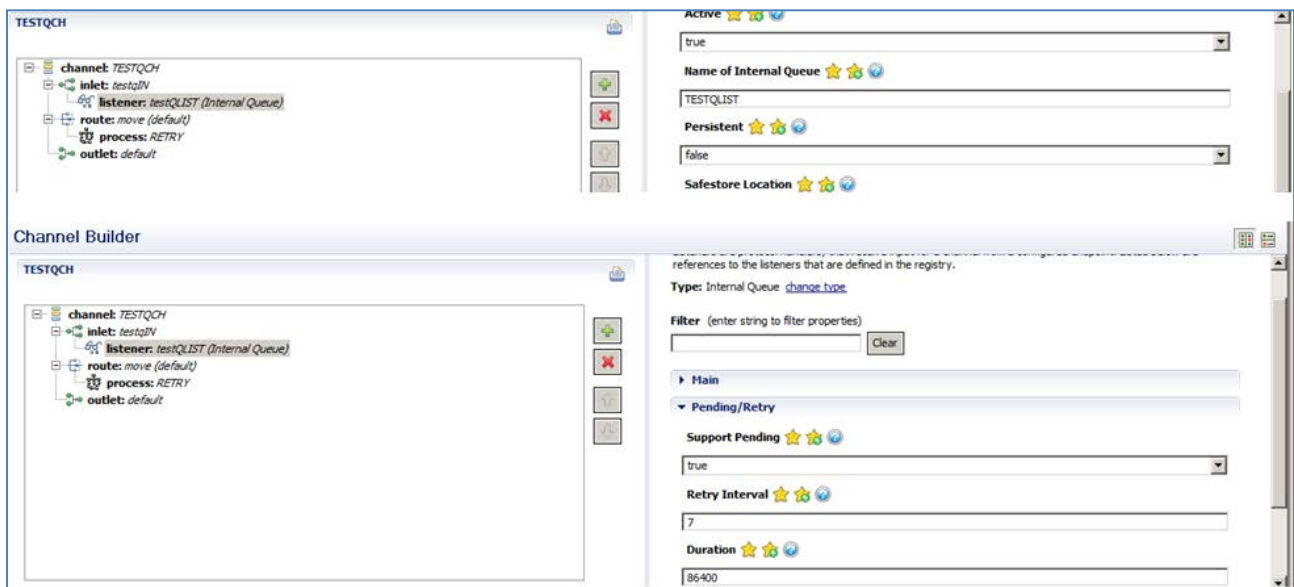 TESTQCH
channel: TESTQCH
inlet: testqIN
listener: testQLIST (Internal Queue)
route: move (default)
process: RETRY
outlet: default
Active
true
Name of Internal Queue
TESTQLIST
Persistent
false
Safestore Location
Channel Builder
TESTQCH
channel: TESTQCH
inlet: testqIN
listener: testQLIST (Internal Queue)
route: move (default)
process: RETRY
outlet: default
references to the listeners that are defined in the registry.
Type: Internal Queue change type
Filter (enter string to filter properties)
Clear
Main
Pending/Retry
Support Pending
true
Retry Interval
7
Duration
86400